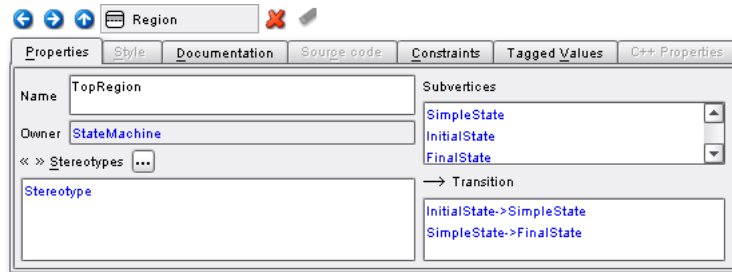 Region
Properties Style Documentation Source code Constraints Tagged Values C++ Properties
Name TopRegion
Owner StateMachine
« » Stereotypes ...
Stereotype
Subvertices
SimpleState
InitialState
FinalState
→ Transition
InitialState->SimpleState
SimpleState->FinalState